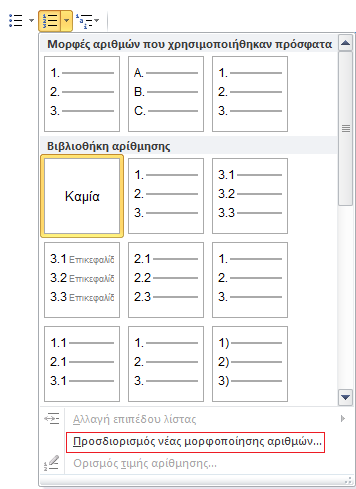 Μορφές αριθμών που χρησιμοποιήθηκαν πρόσφατα
1. A. 1.
2. B. 2.
3. C. 3.
Βιβλιοθήκη αρίθμησης
Καμία
1. 3.1
2. 3.2
3. 3.3
3.1 Επικεφαλίδ 2.1 1.
3.2 Επικεφαλίδ 2.2 2.
3.3 Επικεφαλίδ 2.3 3.
1.1 1. 1)
2.1 2. 2)
3.1 3. 3)
Αλλαγή επιπέδου λίστας
Προσδιορισμός νέας μορφοποίησης αριθμών...
Ορισμός τιμής αρίθμησης...